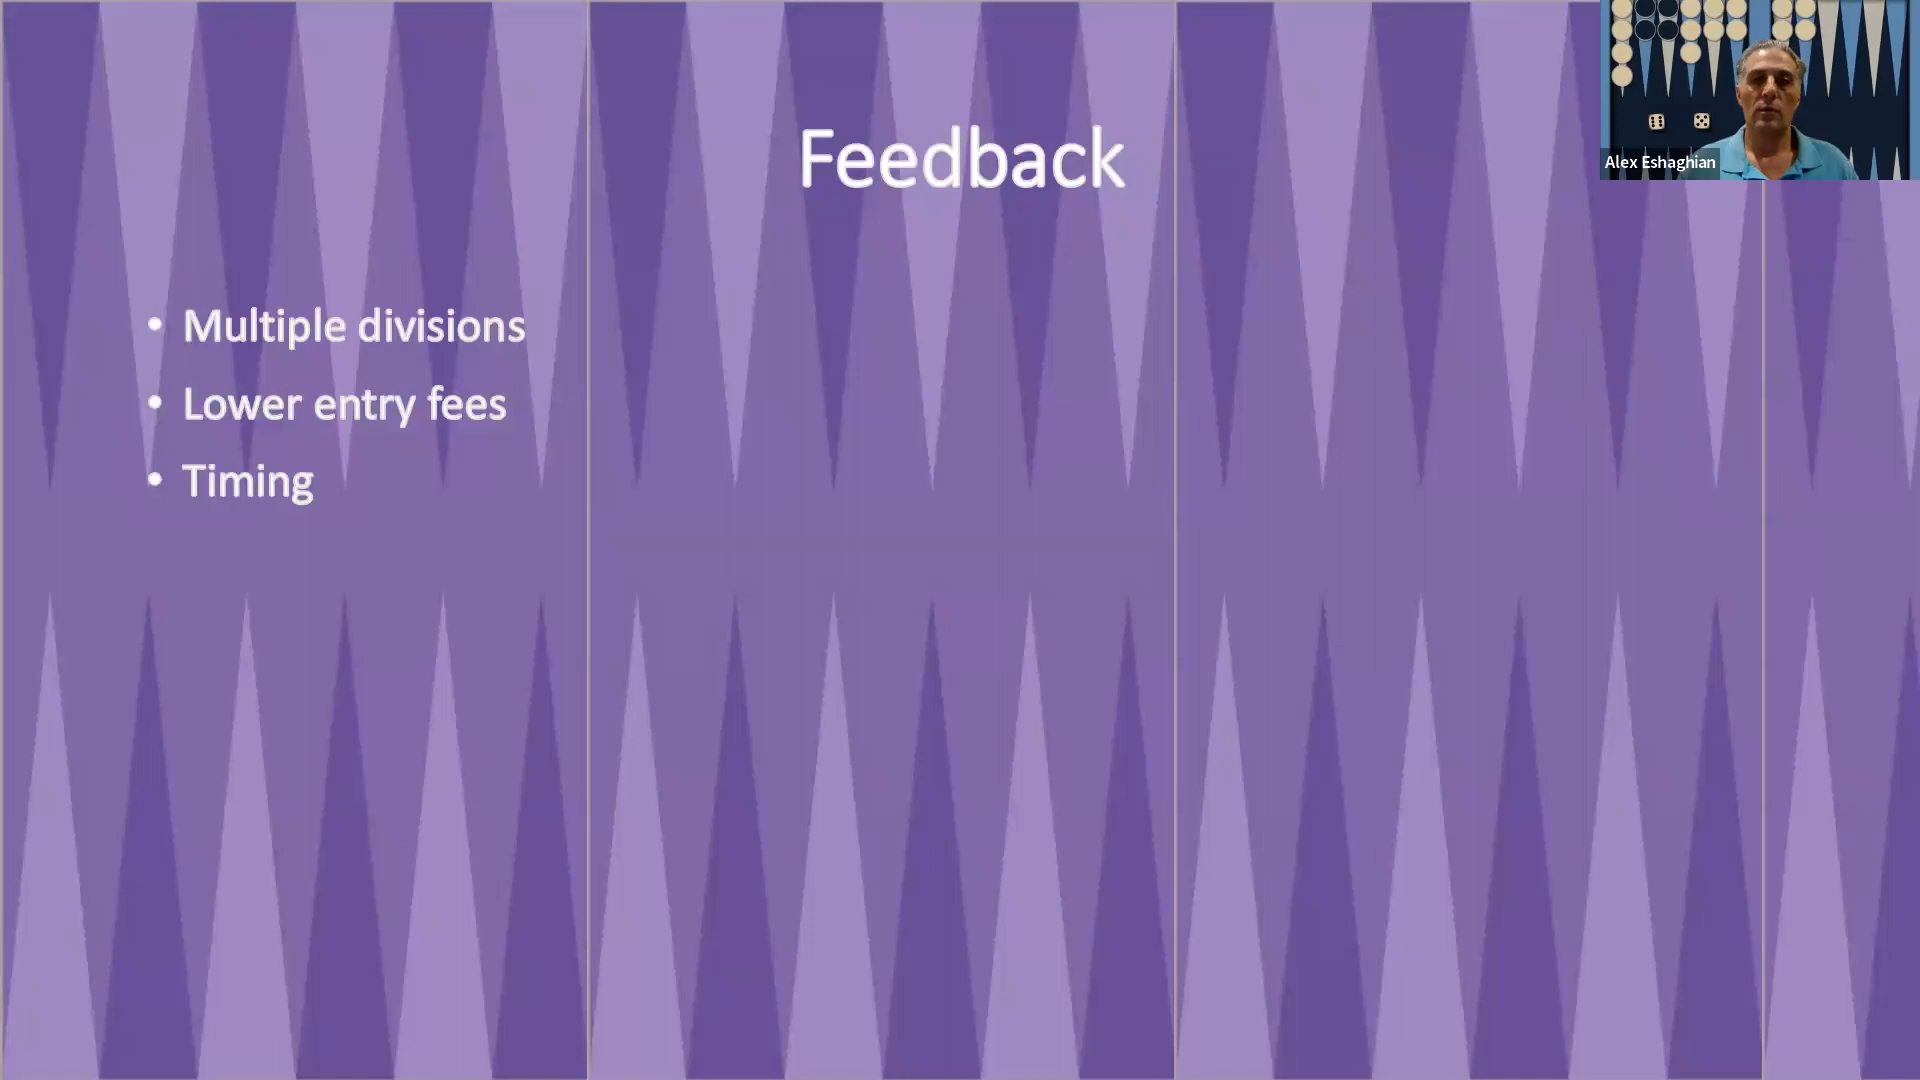 Feedback
Alex Eshaghian
• Multiple divisions
• Lower entry fees
• Timing